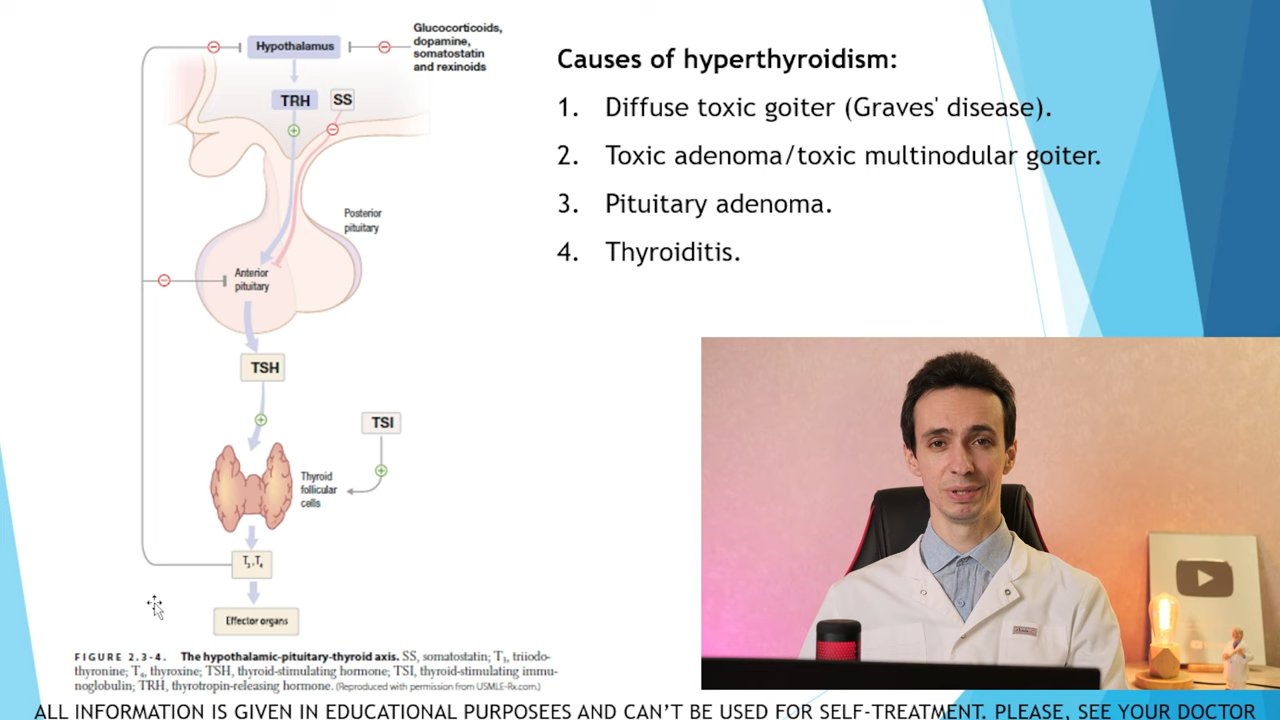 Glucocorticoids,
dopamine,
somatostatin
and rexinoids
Hypothalamus
TRH
SS
Posterior
pituitary
Anterior
pituitary
TSH
TSI
Thyroid
follicular
cells
T3,T4
Effector organs
FIGURE 2.3-4. The hypothalamic-pituitary-thyroid axis. SS, somatostatin; T3, triiodo-
thyronine; T4, thyroxine; TSH, thyroid-stimulating hormone; TSI, thyroid-stimulating immu-
noglobulin; TRH, thyrotropin-releasing hormone. (Reproduced with permission from USMLE-Rx.com.)
Causes of hyperthyroidism:
1. Diffuse toxic goiter (Graves' disease).
2. Toxic adenoma/toxic multinodular goiter.
3. Pituitary adenoma.
4. Thyroiditis.
ALL INFORMATION IS GIVEN IN EDUCATIONAL PURPOSEES AND CAN'T BE USED FOR SELF-TREATMENT. PLEASE, SEE YOUR DOCTOR